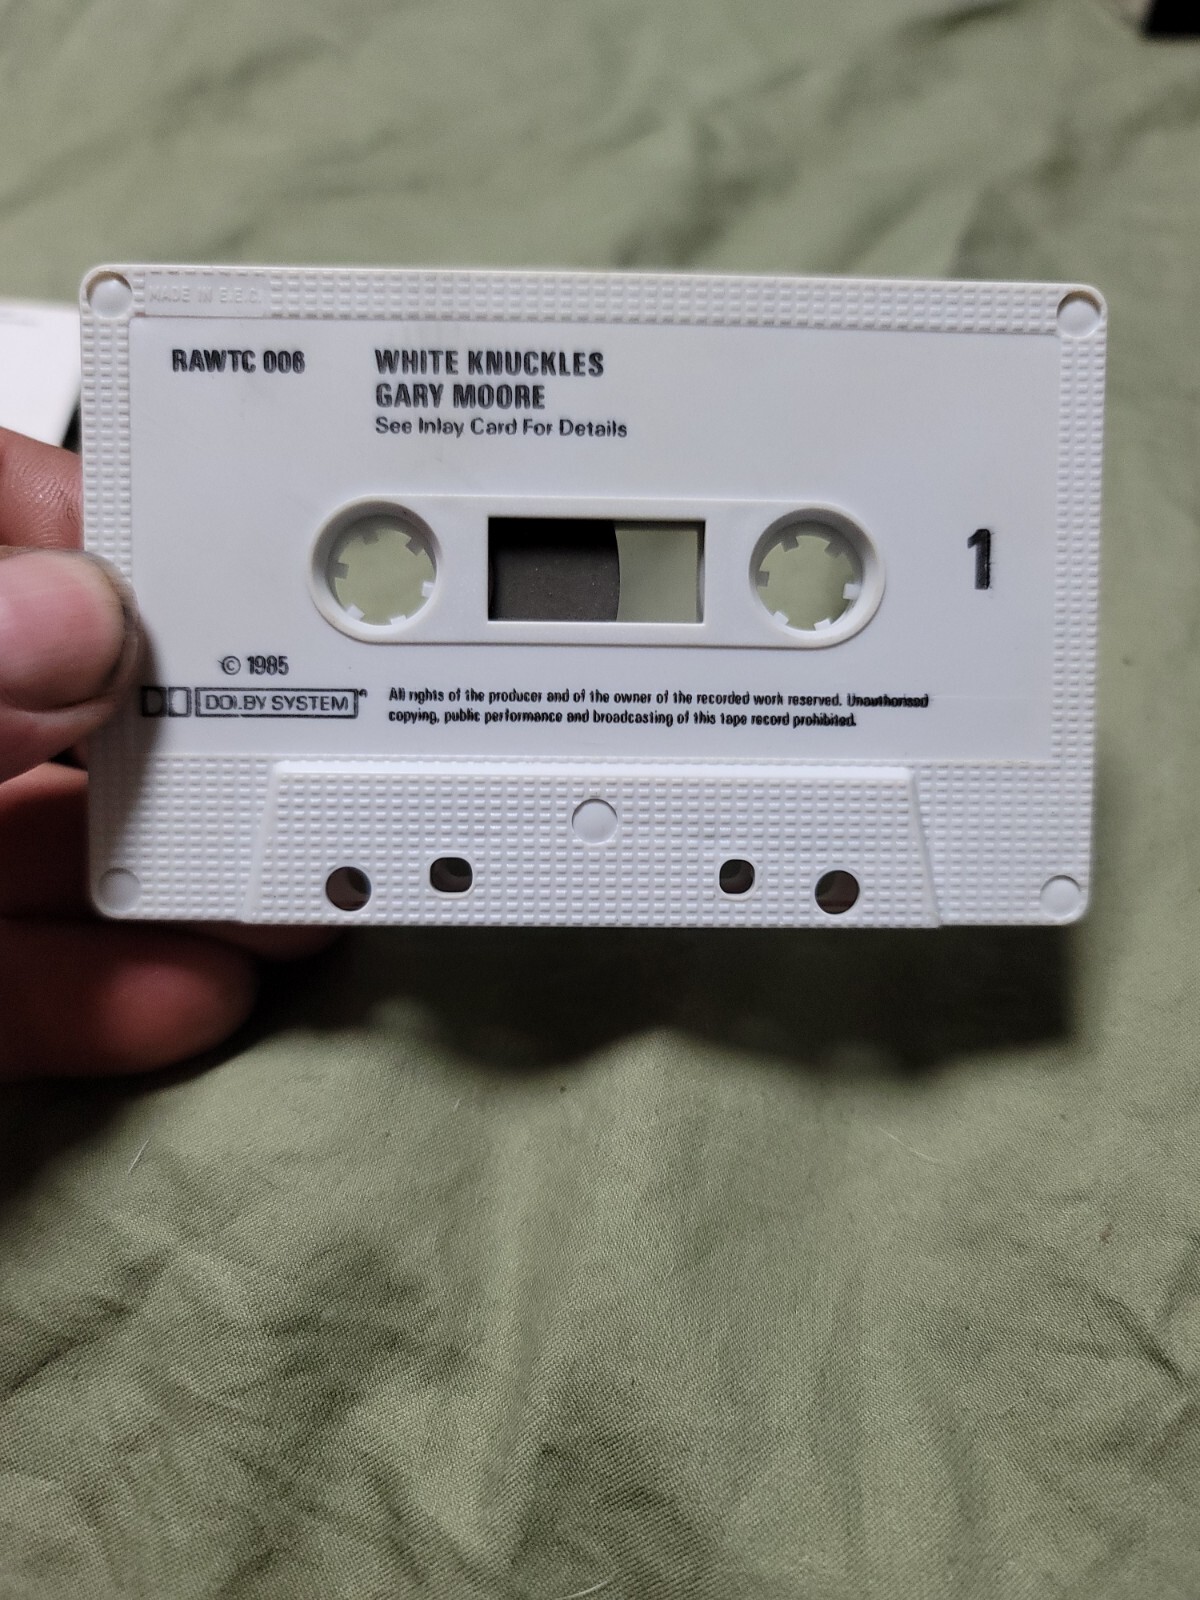 MADE IN E.E.C.
RAWTC 006
WHITE KNUCKLES
GARY MOORE
See Inlay Card For Details
1
© 1985
DOLBY SYSTEM
All rights of the producer and of the owner of the recorded work reserved. Unauthorised
copying, public performance and broadcasting of this tape record prohibited.